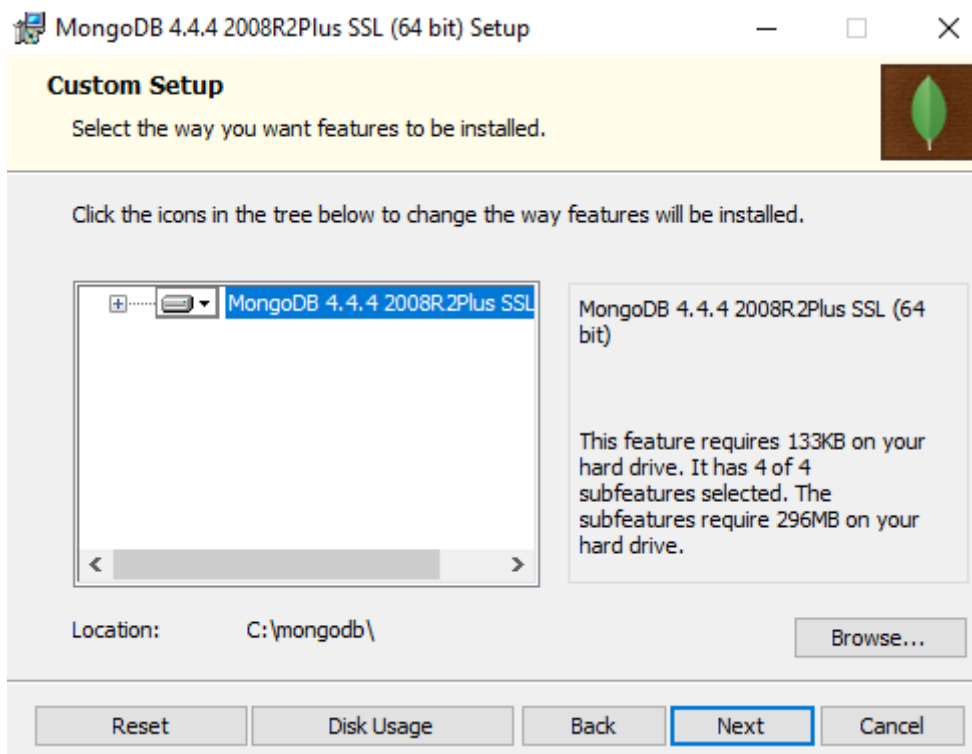 MongoDB 4.4.4 2008R2Plus SSL (64 bit) Setup
Custom Setup
Select the way you want features to be installed.
Click the icons in the tree below to change the way features will be installed.
MongoDB 4.4.4 2008R2Plus SSL
MongoDB 4.4.4 2008R2Plus SSL (64
bit)
This feature requires 133KB on your
hard drive. It has 4 of 4
subfeatures selected. The
subfeatures require 296MB on your
hard drive.
Location: C:\mongodb\
Browse...
Reset Disk Usage Back Next Cancel